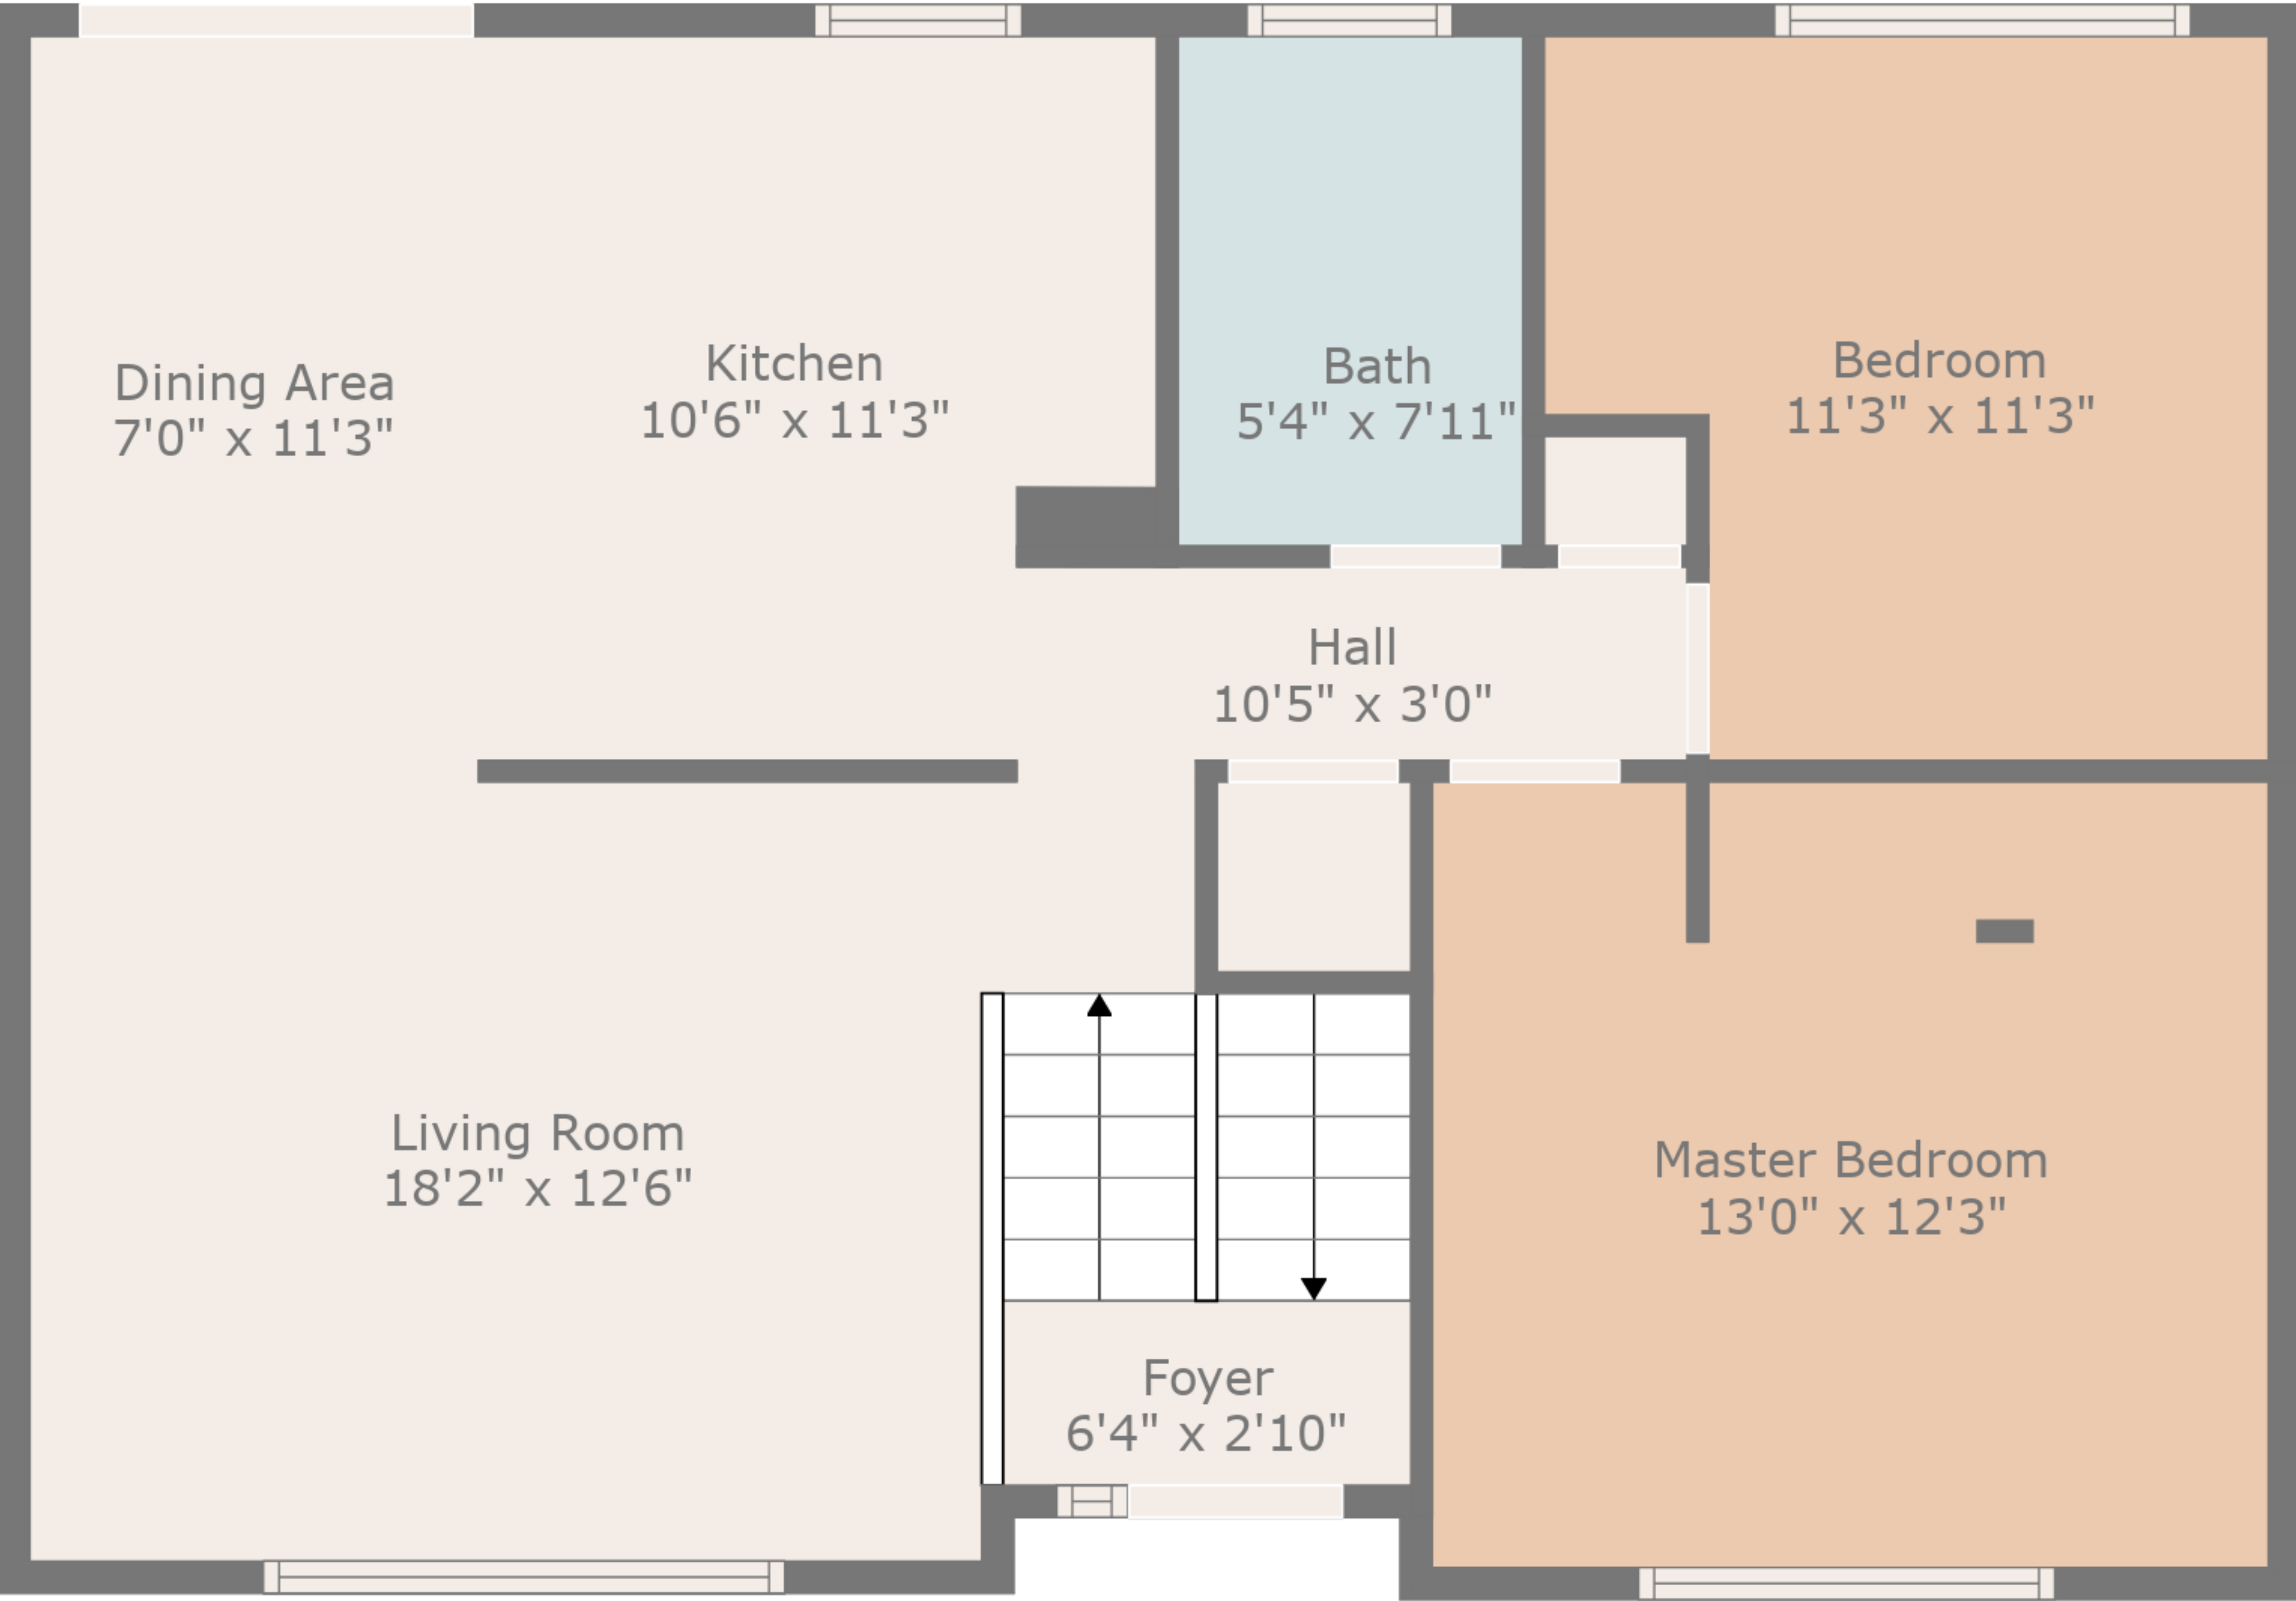 Dining Area
7'0" x 11'3"
Kitchen
10'6" x 11'3"
Bath
5'4" x 7'11"
Bedroom
11'3" x 11'3"
Hall
10'5" x 3'0"
Living Room
18'2" x 12'6"
Master Bedroom
13'0" x 12'3"
Foyer
6'4" x 2'10"